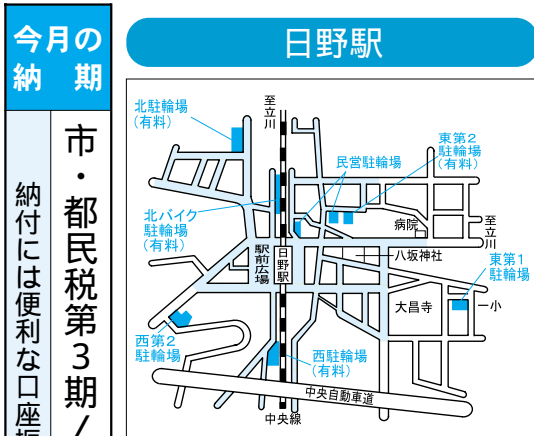 今月の
納期
市・都民税第3期/
納付には便利な口座
日野駅
北駐輪場
(有料)
至立川
東第2
駐輪場
(有料)
民営駐輪場
北バイク
駐輪場
(有料)
駅前広場
日野駅
病院
至立川
八坂神社
東第1
駐輪場
大昌寺
一小
西第2
駐輪場
西駐輪場
(有料)
中央自動車道
中央線